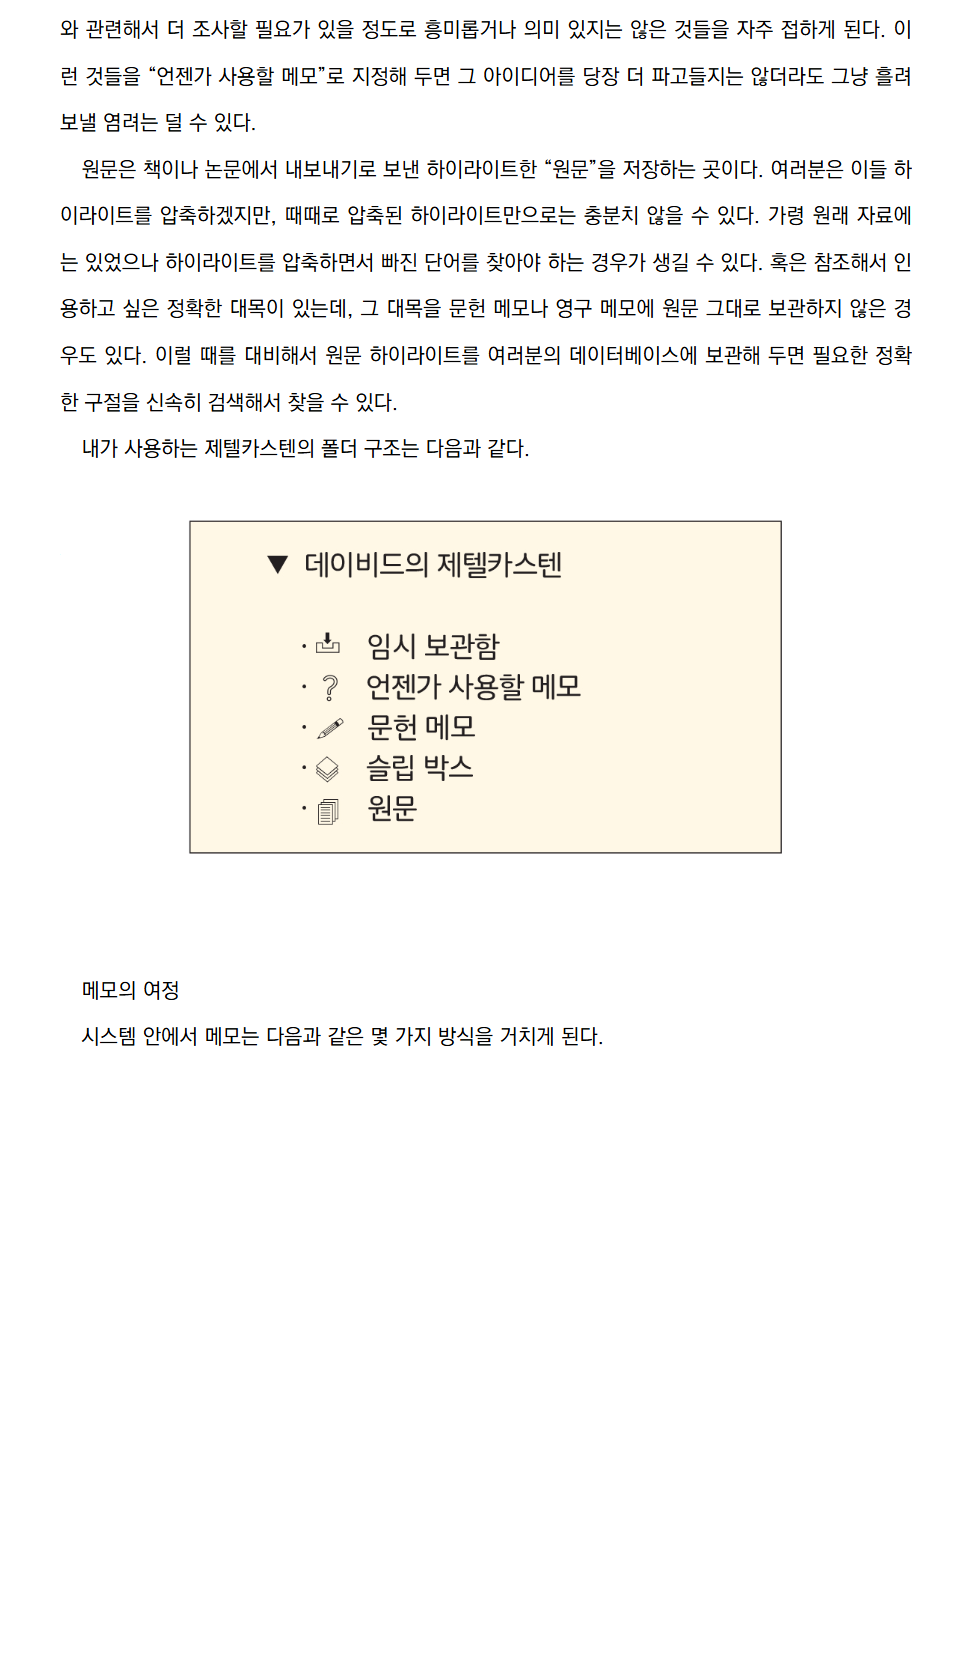 와 관련해서 더 조사할 필요가 있을 정도로 흥미롭거나 의미 있지는 않은 것들을 자주 접하게 된다. 이
런 것들을 “언젠가 사용할 메모”로 지정해 두면 그 아이디어를 당장 더 파고들지는 않더라도 그냥 흘려
보낼 염려는 덜 수 있다.
원문은 책이나 논문에서 내보내기로 보낸 하이라이트한 “원문”을 저장하는 곳이다. 여러분은 이들 하
이라이트를 압축하겠지만, 때때로 압축된 하이라이트만으로는 충분치 않을 수 있다. 가령 원래 자료에
는 있었으나 하이라이트를 압축하면서 빠진 단어를 찾아야 하는 경우가 생길 수 있다. 혹은 참조해서 인
용하고 싶은 정확한 대목이 있는데, 그 대목을 문헌 메모나 영구 메모에 원문 그대로 보관하지 않은 경
우도 있다. 이럴 때를 대비해서 원문 하이라이트를 여러분의 데이터베이스에 보관해 두면 필요한 정확
한 구절을 신속히 검색해서 찾을 수 있다.
내가 사용하는 제텔카스텐의 폴더 구조는 다음과 같다.
▼ 데이비드의 제텔카스텐
· 임시 보관함
· 언젠가 사용할 메모
· 문헌 메모
· 슬립 박스
· 원문
메모의 여정
시스템 안에서 메모는 다음과 같은 몇 가지 방식을 거치게 된다.